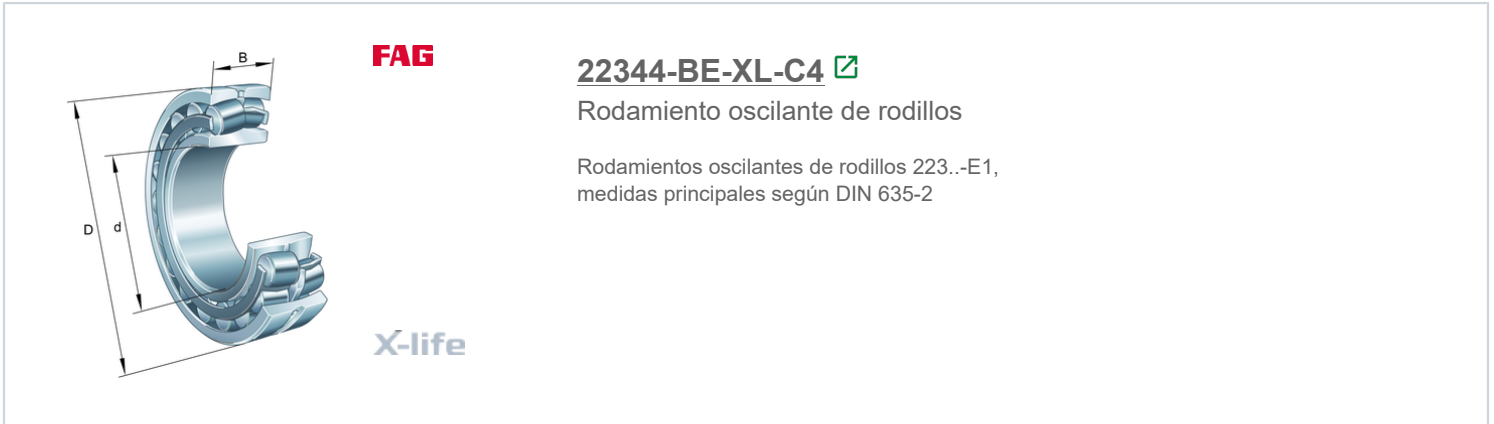 B
FAG
22344-BE-XL-C4
Rodamiento oscilante de rodillos
Rodamientos oscilantes de rodillos 223..-E1,
medidas principales según DIN 635-2
D
d
X-life